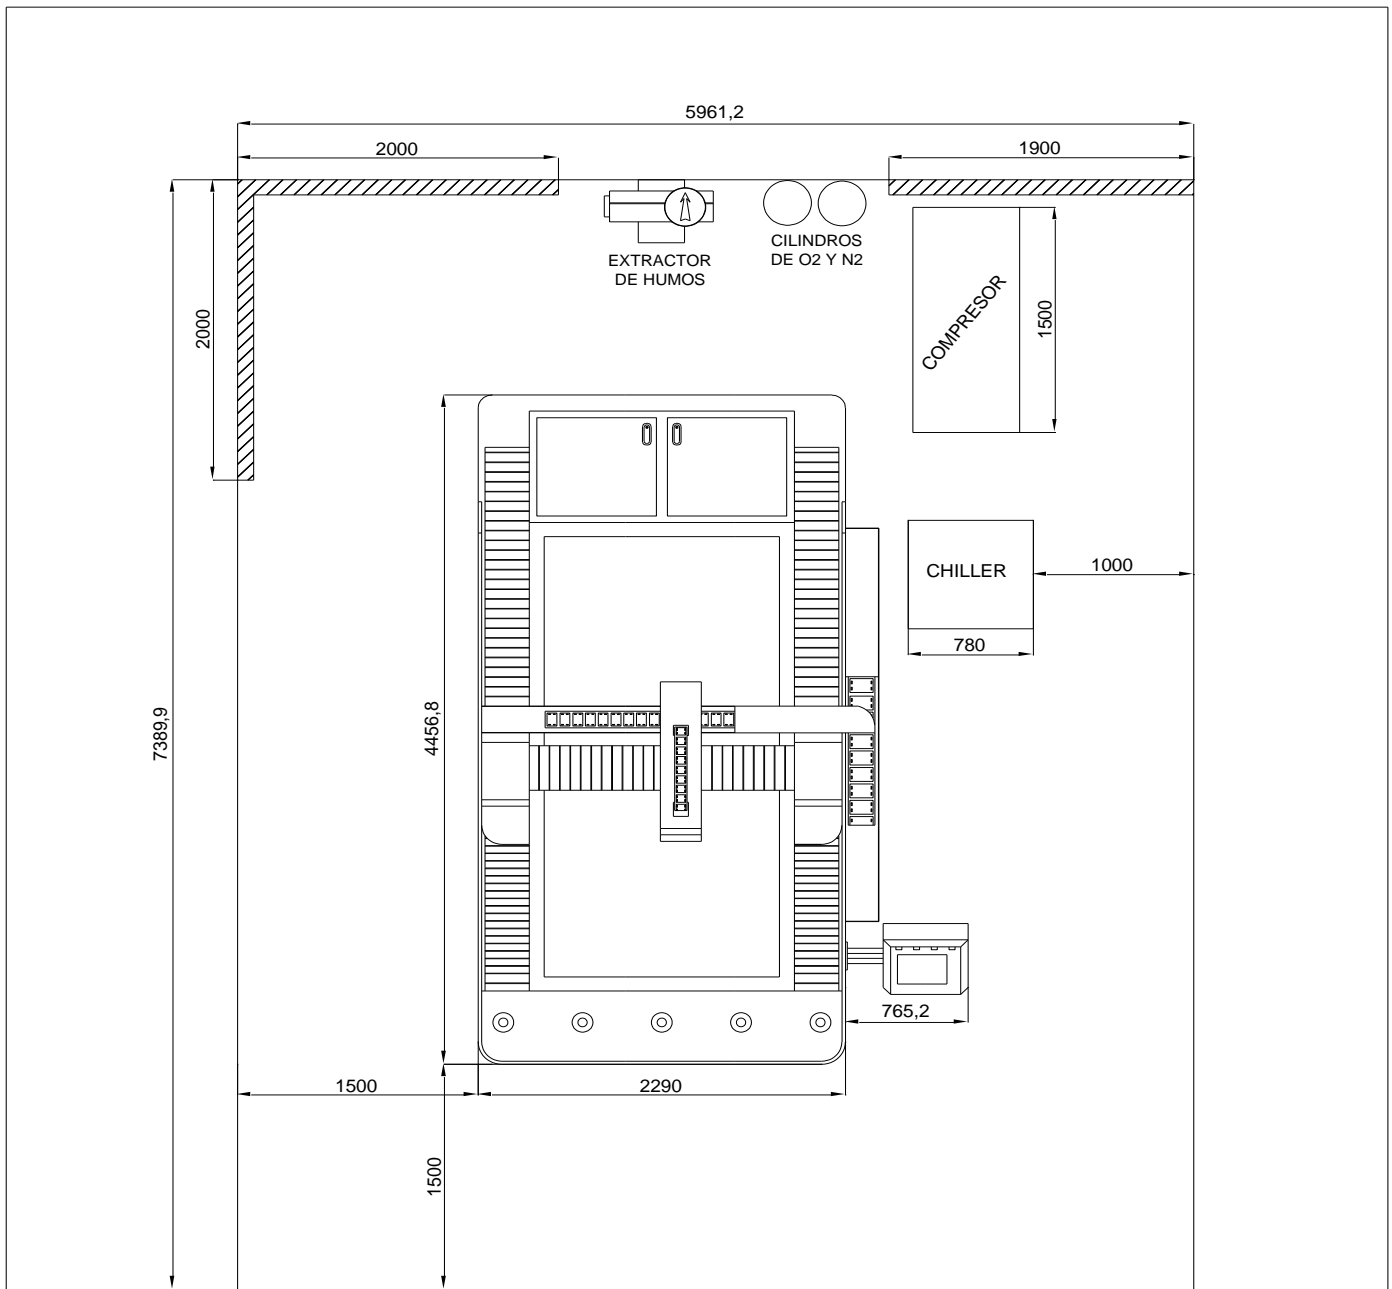 5961,2
2000
1900
EXTRACTOR
DE HUMOS
CILINDROS
DE O2 Y N2
COMPRESOR
1500
2000
CHILLER
1000
780
7389,9
4456,8
765,2
1500
2290
1500